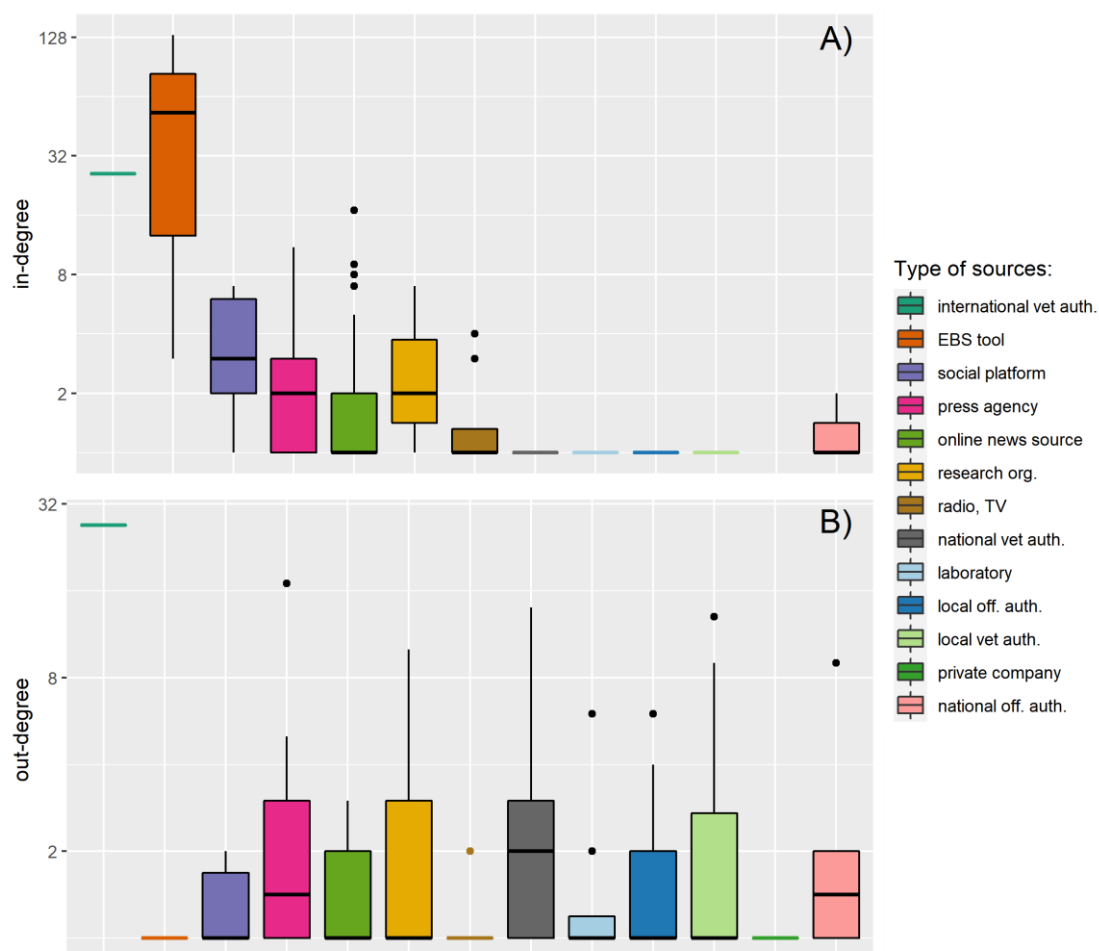 A)
128
32
8
2
in-degree
B)
32
8
2
out-degree
Type of sources:
international vet auth.
EBS tool
social platform
press agency
online news source
research org.
radio, TV
national vet auth.
laboratory
local off. auth.
local vet auth.
private company
national off. auth.